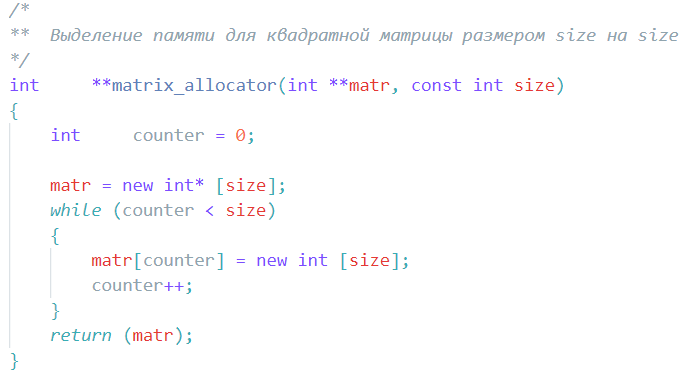 /*
**  Выделение памяти для квадратной матрицы размером size на size
*/
int     **matrix_allocator(int **matr, const int size)
{
    int     counter = 0;

    matr = new int* [size];
    while (counter < size)
    {
        matr[counter] = new int [size];
        counter++;
    }
    return (matr);
}